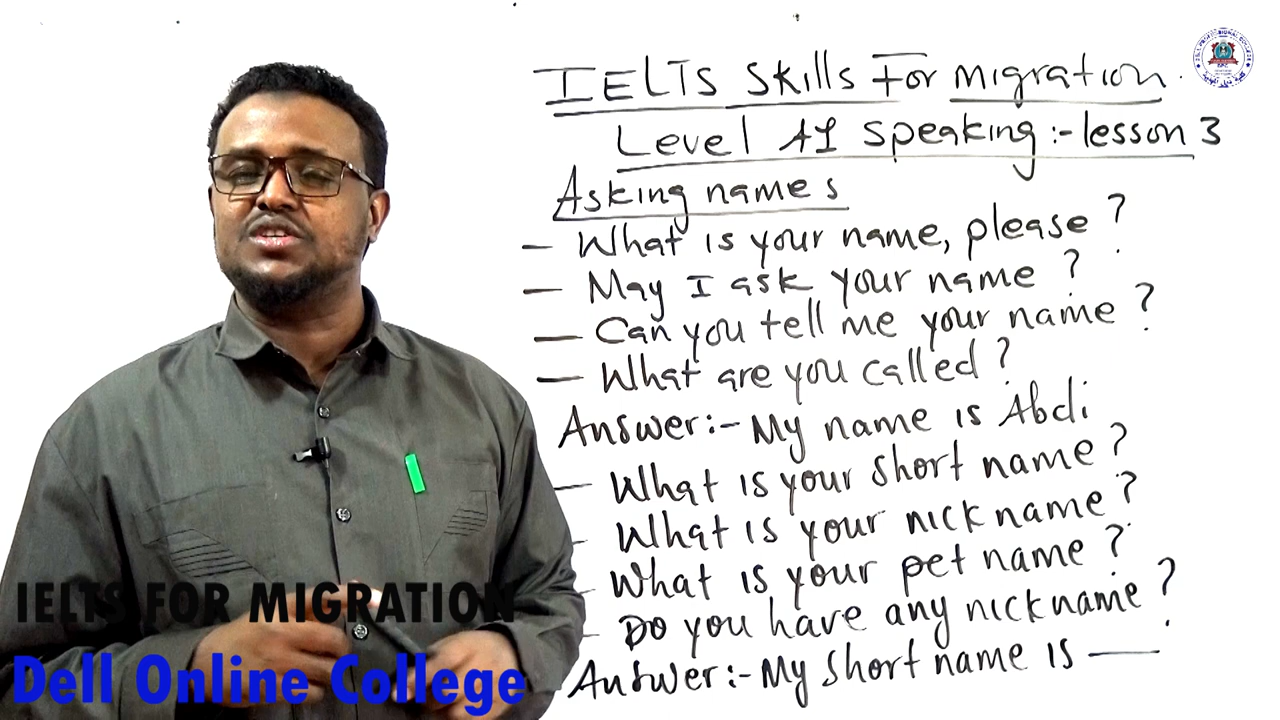 IELTS Skills For Migration.
Level A1 Speaking:- lesson 3
Asking names
— What is your name, please?
— May I ask your name?
— Can you tell me your name?
— What are you called?
Answer:- My name is Abdi
— What is your short name?
- What is your nick name?
- What is your pet name?
- Do you have any nickname?
Answer:- My short name is ——
IELTS FOR MIGRATION
Dell Online College